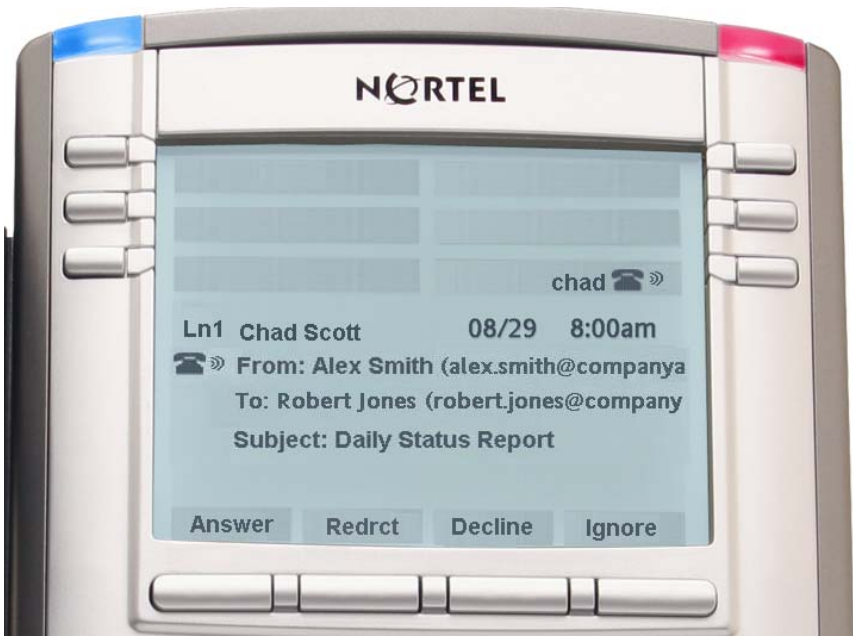 NORTEL
chad
Ln1 Chad Scott 08/29 8:00am
From: Alex Smith (alex.smith@companya
To: Robert Jones (robert.jones@company
Subject: Daily Status Report
Answer Redrct Decline Ignore